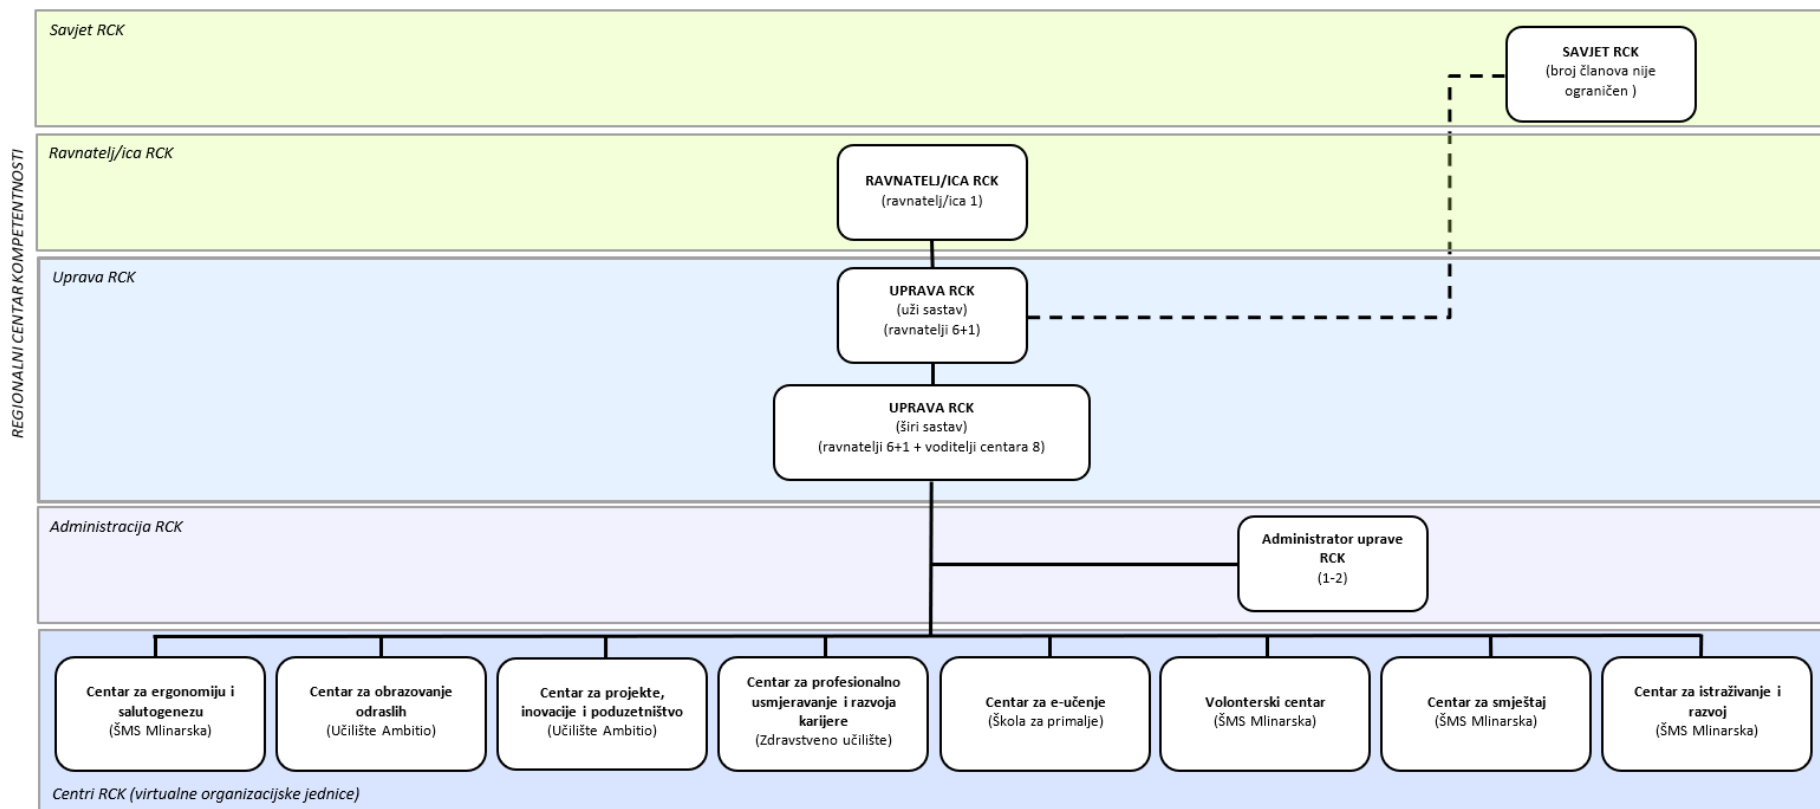 REGIONALNI CENTAR KOMPETENTNOSTI
Savjet RCK
SAVJET RCK
(broj članova nije
ograničen )
Ravnatelj/ica RCK
RAVNATELJ/ICA RCK
(ravnatelj/ica 1)
Uprava RCK
UPRAVA RCK
(uži sastav)
(ravnatelji 6+1)
UPRAVA RCK
(širi sastav)
(ravnatelji 6+1 + voditelji centara 8)
Administracija RCK
Administrator uprave
RCK
(1-2)
Centar za ergonomiju i
salutogenezu
(ŠMS Mlinarska)
Centar za obrazovanje
odraslih
(Učilište Ambitio)
Centar za projekte,
inovacije i poduzetništvo
(Učilište Ambitio)
Centar za profesionalno
usmjeravanje i razvoja
karijere
(Zdravstveno učilište)
Centar za e-učenje
(Škola za primalje)
Volonterski centar
(ŠMS Mlinarska)
Centar za smještaj
(ŠMS Mlinarska)
Centar za istraživanje i
razvoj
(ŠMS Mlinarska)
Centri RCK (virtualne organizacijske jednice)